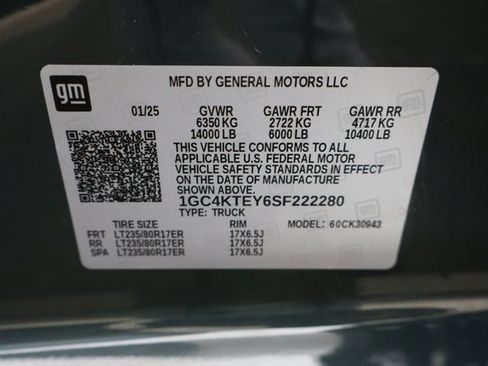 gm
MFD BY GENERAL MOTORS LLC
01/25 GVWR GAWR FRT GAWR RR
6350 KG 2722 KG 4717 KG
14000 LB 6000 LB 10400 LB
THIS VEHICLE CONFORMS TO ALL
APPLICABLE U.S. FEDERAL MOTOR
VEHICLE SAFETY STANDARDS IN EFFECT
ON THE DATE OF MANUFACTURE
SHOWN ABOVE.
1GC4KTEY6SF222280
TYPE: TRUCK
TIRE SIZE RIM MODEL: 60CK30943
FRT LT235/80R17ER 17X6.5J
RR LT235/80R17ER 17X6.5J
SPA LT235/80R17ER 17X6.5J